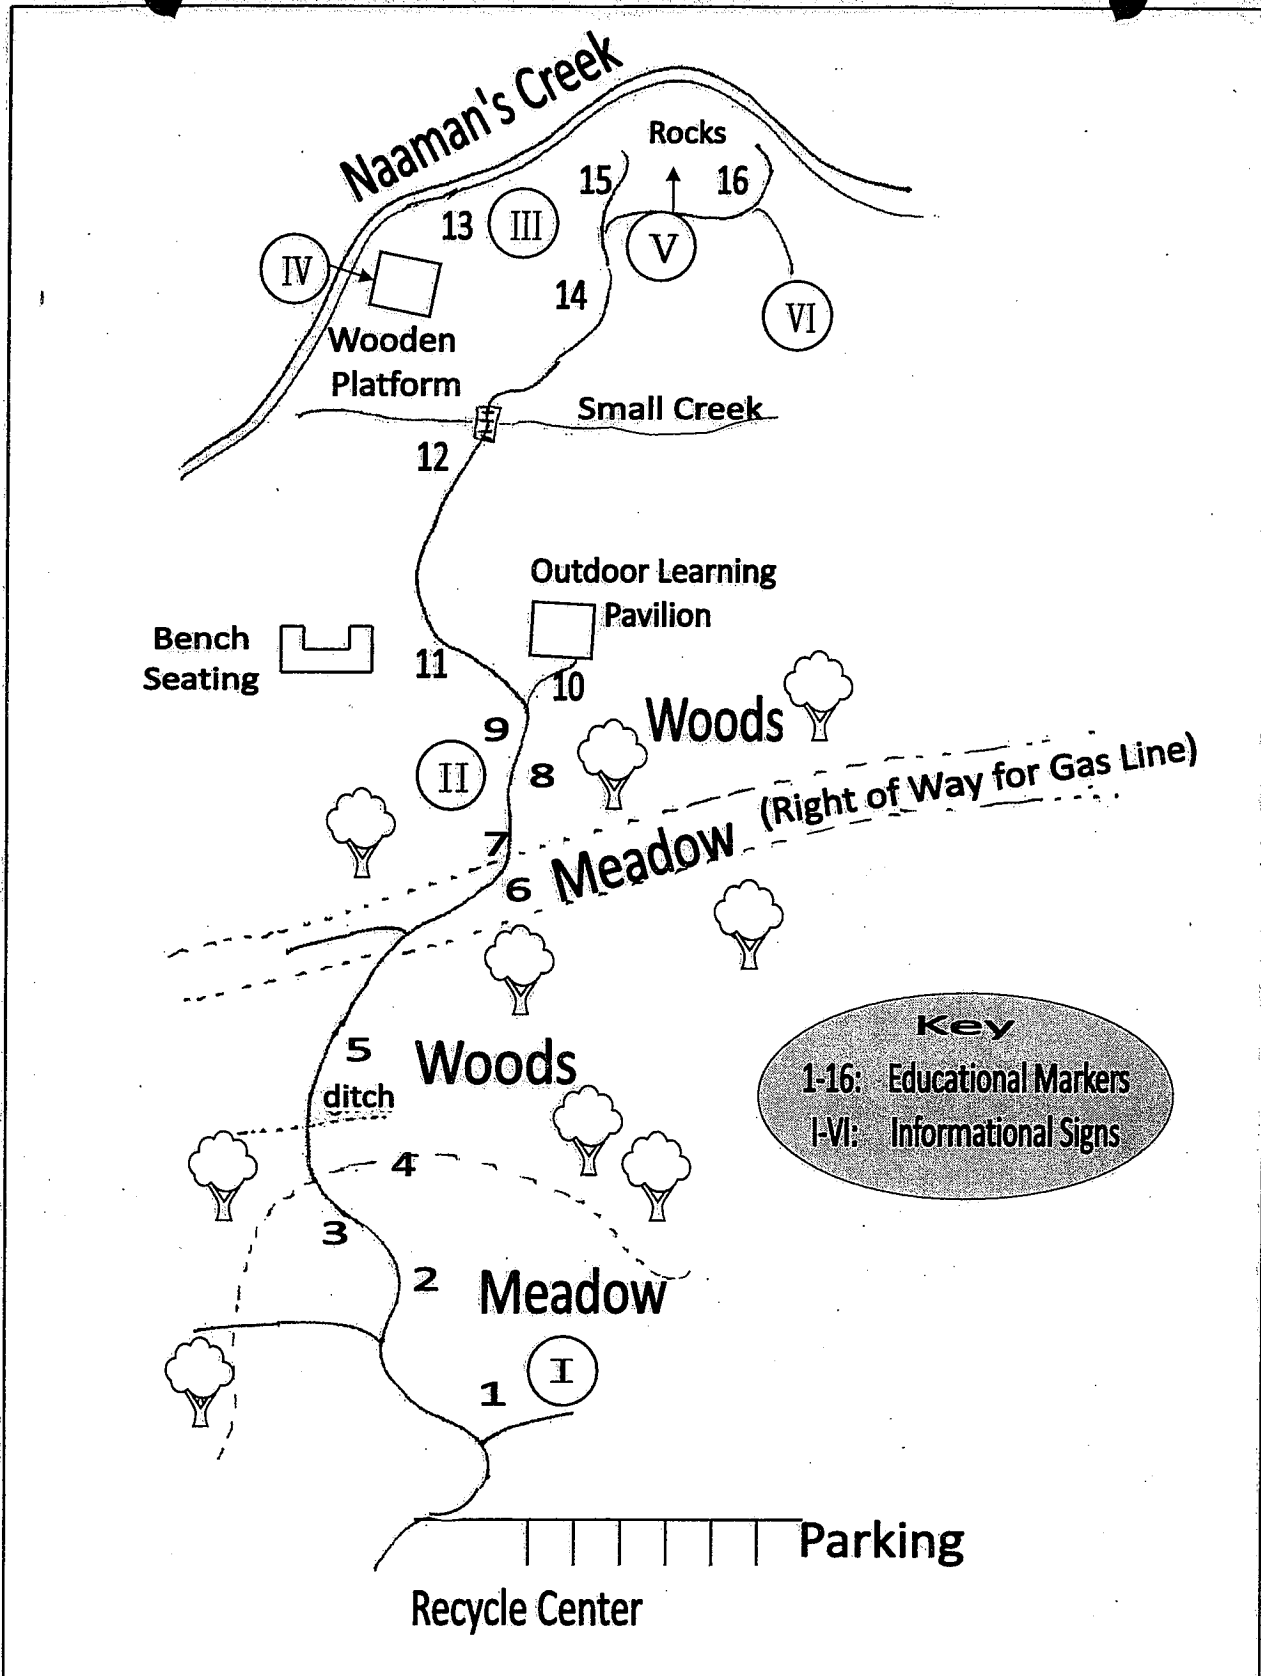 Naaman's Creek
Rocks
15
16
13
III
V
IV
14
VI
Wooden
Platform
Small Creek
12
Outdoor Learning
Pavilion
Bench
Seating
11
10
Woods
9
II
8
(Right of Way for Gas Line)
7
Meadow
6
5
Woods
ditch
4
3
2
Meadow
I
1
Key
1-16: Educational Markers
I-VI: Informational Signs
Parking
Recycle Center